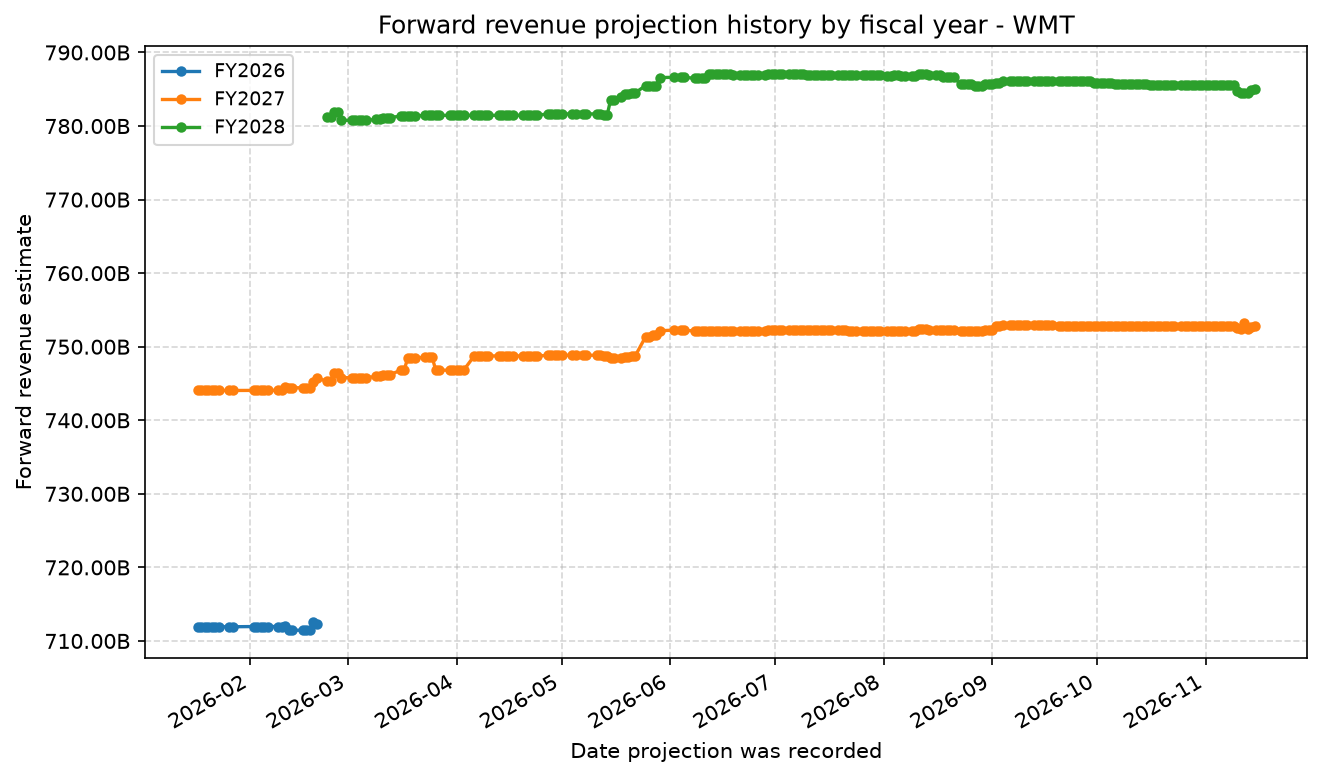 Forward revenue projection history by fiscal year - WMT
790.00B
780.00B
770.00B
760.00B
750.00B
740.00B
730.00B
720.00B
710.00B
Forward revenue estimate
FY2026
FY2027
FY2028
2026-02
2026-03
2026-04
2026-05
2026-06
2026-07
2026-08
2026-09
2026-10
2026-11
Date projection was recorded